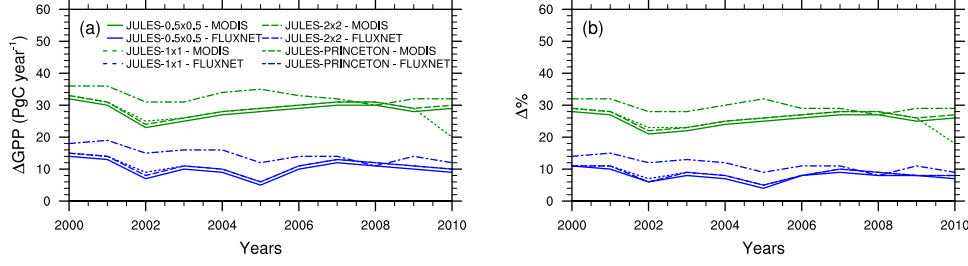 (a)
JULES-0.5x0.5 - MODIS
JULES-0.5x0.5 - FLUXNET
JULES-1x1 - MODIS
JULES-1x1 - FLUXNET
JULES-2x2 - MODIS
JULES-2x2 - FLUXNET
JULES-PRINCETON - MODIS
JULES-PRINCETON - FLUXNET
ΔGPP (PgC year⁻¹)
60
50
40
30
20
10
0
2000 2002 2004 2006 2008 2010
Years
(b)
Δ%
60
50
40
30
20
10
0
2000 2002 2004 2006 2008 2010
Years